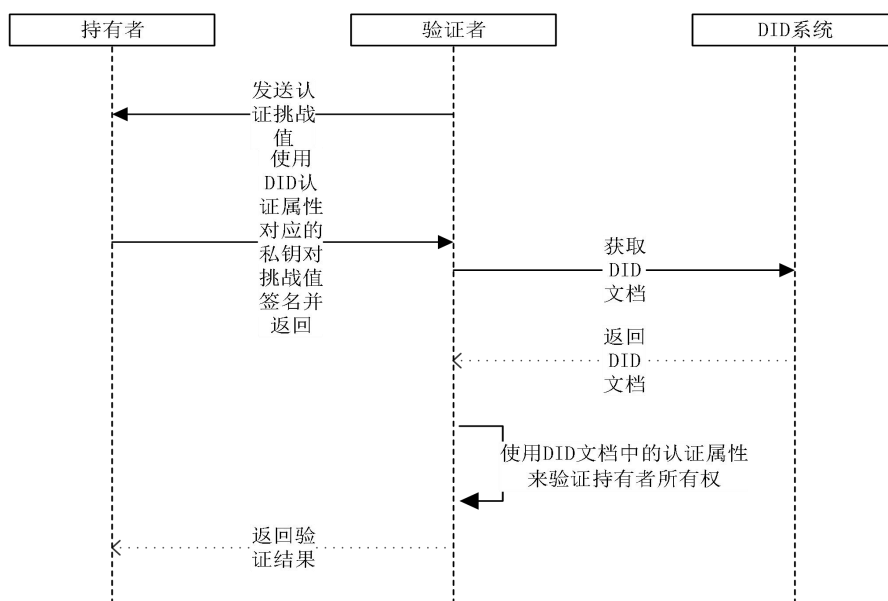 持有者
验证者
DID系统
发送认
证挑战
值
使用
DID认
证属性
对应的
私钥对
挑战值
签名并
返回
获取
DID
文档
返回
DID
文档
使用DID文档中的认证属性
来验证持有者所有权
返回验
证结果